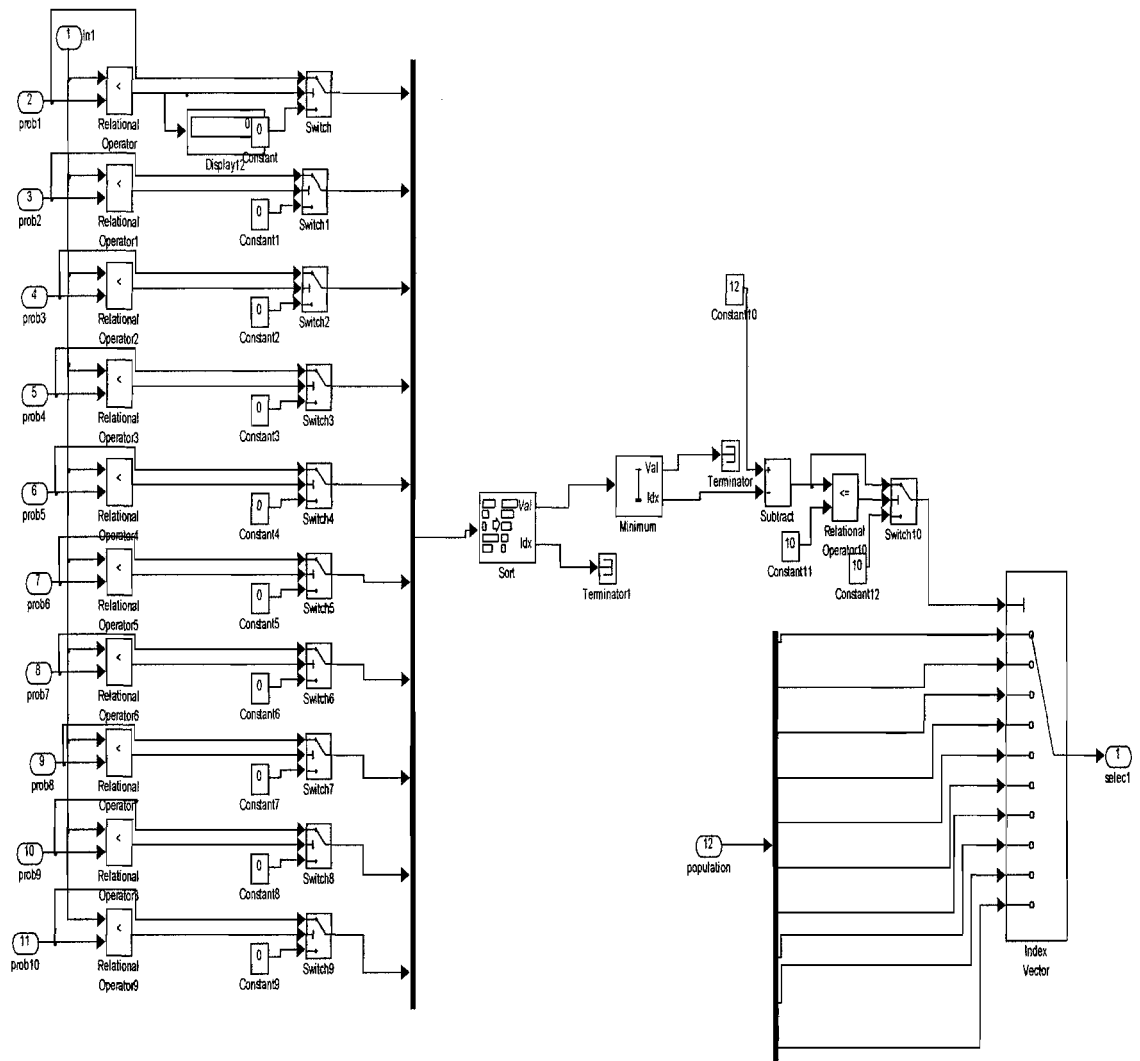 1
in1
2
prob1
<
Relational
Operator
0
Display12
0
Constant
Switch
3
prob2
<
Relational
Operator1
0
Constant1
Switch1
4
prob3
<
Relational
Operator2
0
Constant2
Switch2
5
prob4
<
Relational
Operator3
0
Constant3
Switch3
6
prob5
<
Relational
Operator4
0
Constant4
Switch4
7
prob6
<
Relational
Operator5
0
Constant5
Switch5
8
prob7
<
Relational
Operator6
0
Constant6
Switch6
9
prob8
<
Relational
0
Constant7
Switch7
10
prob9
<
Relational
Operator8
0
Constant8
Switch8
11
prob10
<
Relational
Operator9
0
Constant9
Switch9
Val
Idx
Sort
Terminator1
Val
Idx
Minimum
Terminator
12
Constant10
+
-
Subtract
10
Constant11
<=
Relational
Operator10
10
Constant12
Switch10
12
population
Index
Vector
1
selec1